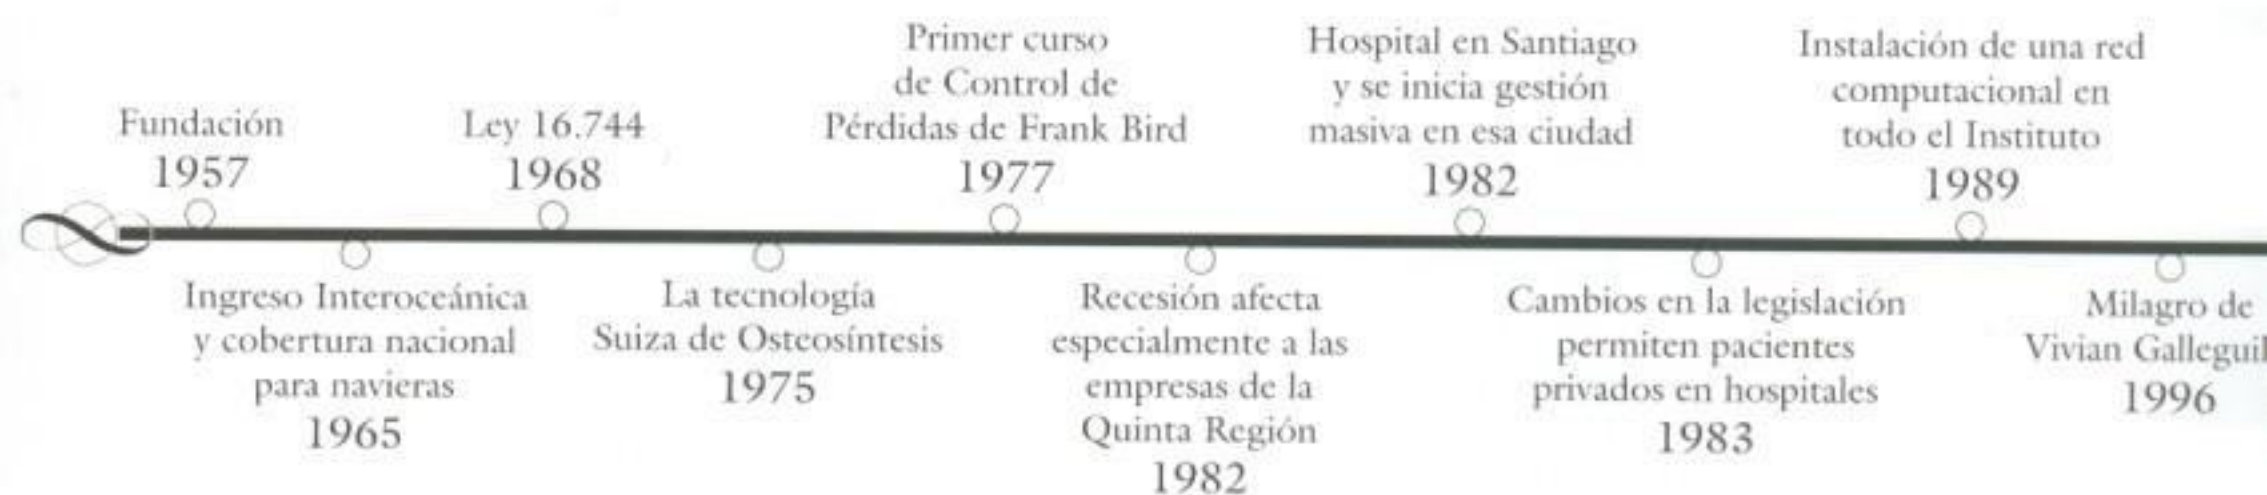 Fundación
1957
Ingreso Interoceánica
y cobertura nacional
para navieras
1965
Ley 16.744
1968
La tecnología
Suiza de Osteosíntesis
1975
Primer curso
de Control de
Pérdidas de Frank Bird
1977
Recesión afecta
especialmente a las
empresas de la
Quinta Región
1982
Hospital en Santiago
y se inicia gestión
masiva en esa ciudad
1982
Cambios en la legislación
permiten pacientes
privados en hospitales
1983
Instalación de una red
computacional en
todo el Instituto
1989
Milagro de
Vivian
1996